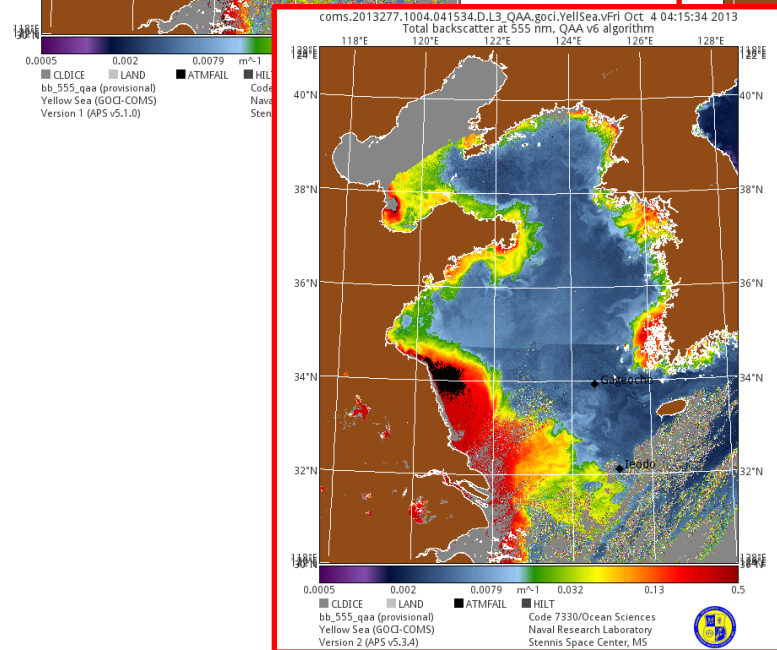 coms.2013277.1004.041534.D.L3_QAA.goci.YellSea.vFri Oct 4 04:15:34 2013
Total backscatter at 555 nm, QAA v6 algorithm
118°E 120°E 122°E 124°E 126°E 128°E
40°N
38°N
36°N
34°N
32°N
Ieodo
0.0005 0.002 0.0079 m^-1 0.032 0.13 0.5
CLDICE LAND ATMFAIL HILT
bb_555_qaa (provisional) Code 7330/Ocean Sciences
Yellow Sea (GOCI-COMS) Naval Research Laboratory
Version 2 (APS v5.3.4) Stennis Space Center, MS
0.0005 0.002 0.0079 m^-1
CLDICE LAND ATMFAIL HILT
bb_555_qaa (provisional) Code
Yellow Sea (GOCI-COMS) Nava
Version 1 (APS v5.1.0) Sten